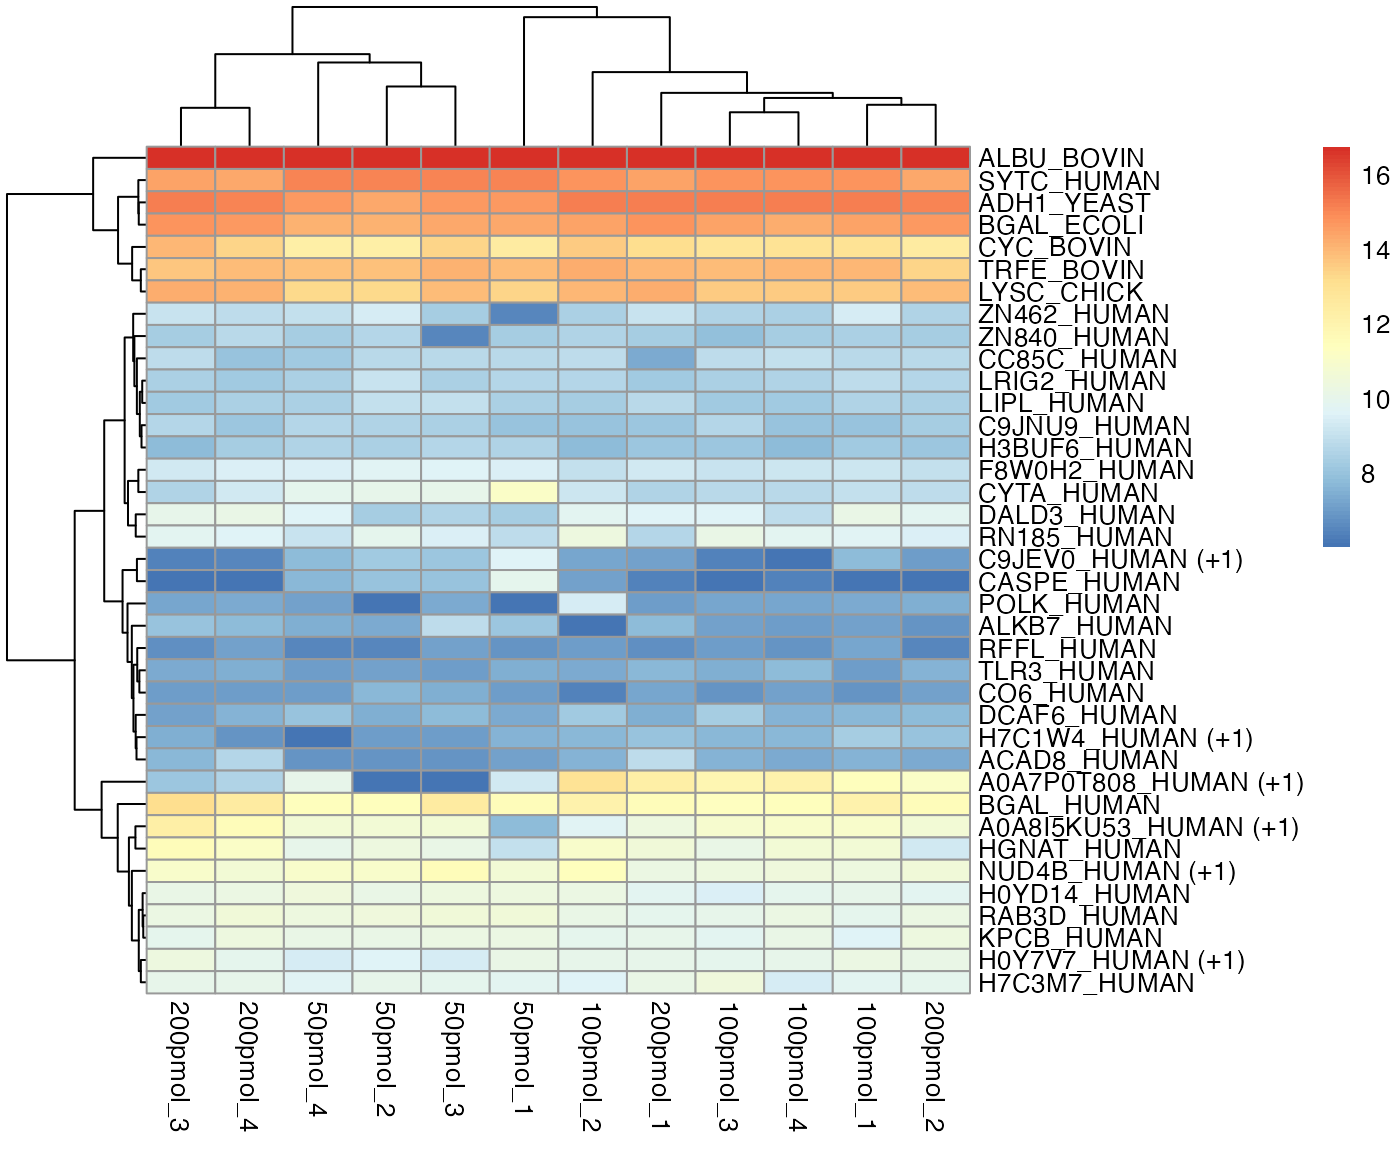 ALBU_BOVIN
SYTC_HUMAN
ADH1_YEAST
BGAL_ECOLI
CYC_BOVIN
TRFE_BOVIN
LYSC_CHICK
ZN462_HUMAN
ZN840_HUMAN
CC85C_HUMAN
LRIG2_HUMAN
LIPL_HUMAN
C9JNU9_HUMAN
H3BUF6_HUMAN
F8W0H2_HUMAN
CYTA_HUMAN
DALD3_HUMAN
RN185_HUMAN
C9JEV0_HUMAN (+1)
CASPE_HUMAN
POLK_HUMAN
ALKB7_HUMAN
RFFL_HUMAN
TLR3_HUMAN
CO6_HUMAN
DCAF6_HUMAN
H7C1W4_HUMAN (+1)
ACAD8_HUMAN
A0A7P0T808_HUMAN (+1)
BGAL_HUMAN
A0A8I5KU53_HUMAN (+1)
HGNAT_HUMAN
NUD4B_HUMAN (+1)
H0YD14_HUMAN
RAB3D_HUMAN
KPCB_HUMAN
H0Y7V7_HUMAN (+1)
H7C3M7_HUMAN
16
14
12
10
8
200pmol_3
200pmol_4
50pmol_4
50pmol_2
50pmol_3
50pmol_1
100pmol_2
200pmol_1
100pmol_3
100pmol_4
100pmol_1
200pmol_2